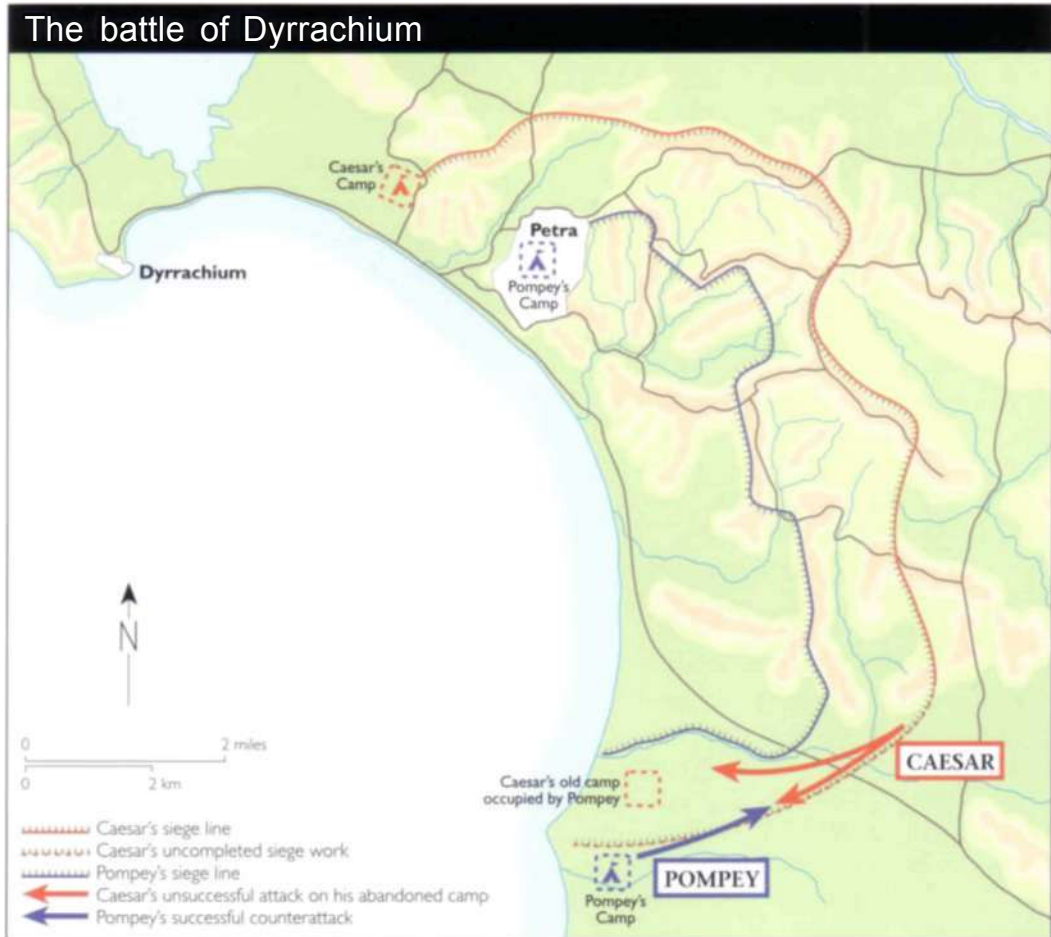 The battle of Dyrrachium
Caesar's
Camp
Petra
Pompey's
Camp
Dyrrachium
N
0 2 miles
0 2 km
Caesar's old camp
occupied by Pompey
CAESAR
POMPEY
Pompey's
Camp
Caesar's siege line
Caesar's uncompleted siege work
Pompey's siege line
Caesar's unsuccessful attack on his abandoned camp
Pompey's successful counterattack